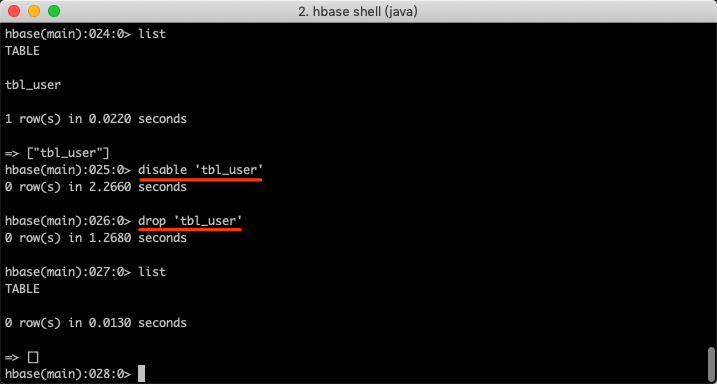 2. hbase shell (java)
hbase(main):024:0> list
TABLE
tbl_user
1 row(s) in 0.0220 seconds
=> ["tbl_user"]
hbase(main):025:0> disable 'tbl_user'
0 row(s) in 2.2660 seconds
hbase(main):026:0> drop 'tbl_user'
0 row(s) in 1.2680 seconds
hbase(main):027:0> list
TABLE
0 row(s) in 0.0130 seconds
=> []
hbase(main):028:0>